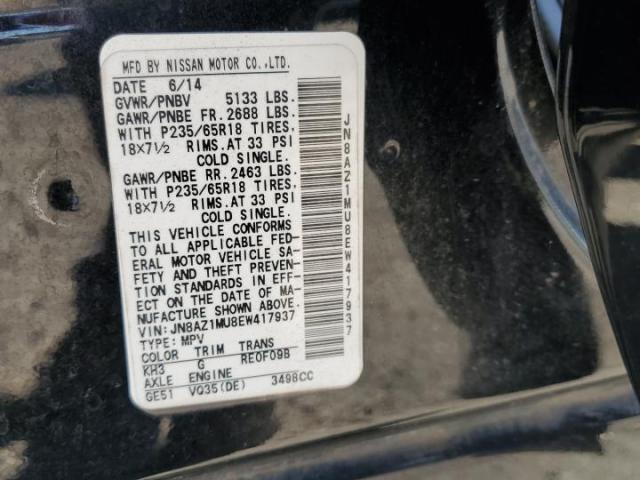 MFD BY NISSAN MOTOR CO.,LTD.
DATE 6/14
GVWR/PNBV 5133 LBS.
GAWR/PNBE FR. 2688 LBS.
WITH P235/65R18 TIRES,
18X7½ RIMS.AT 33 PSI
COLD SINGLE.
GAWR/PNBE RR. 2463 LBS.
WITH P235/65R18 TIRES,
18X7½ RIMS.AT 33 PSI
COLD SINGLE.
THIS VEHICLE CONFORMS
TO ALL APPLICABLE FED-
ERAL MOTOR VEHICLE SA-
FETY AND THEFT PREVEN-
TION STANDARDS IN EFF-
ECT ON THE DATE OF MA-
NUFACTURE SHOWN ABOVE.
VIN: JN8AZ1MU8EW417937
TYPE: MPV
COLOR TRIM TRANS
KH3 G RE0F09B
AXLE ENGINE
GE51 VQ35(DE) 3498CC
JN8AZ1MU8EW417937